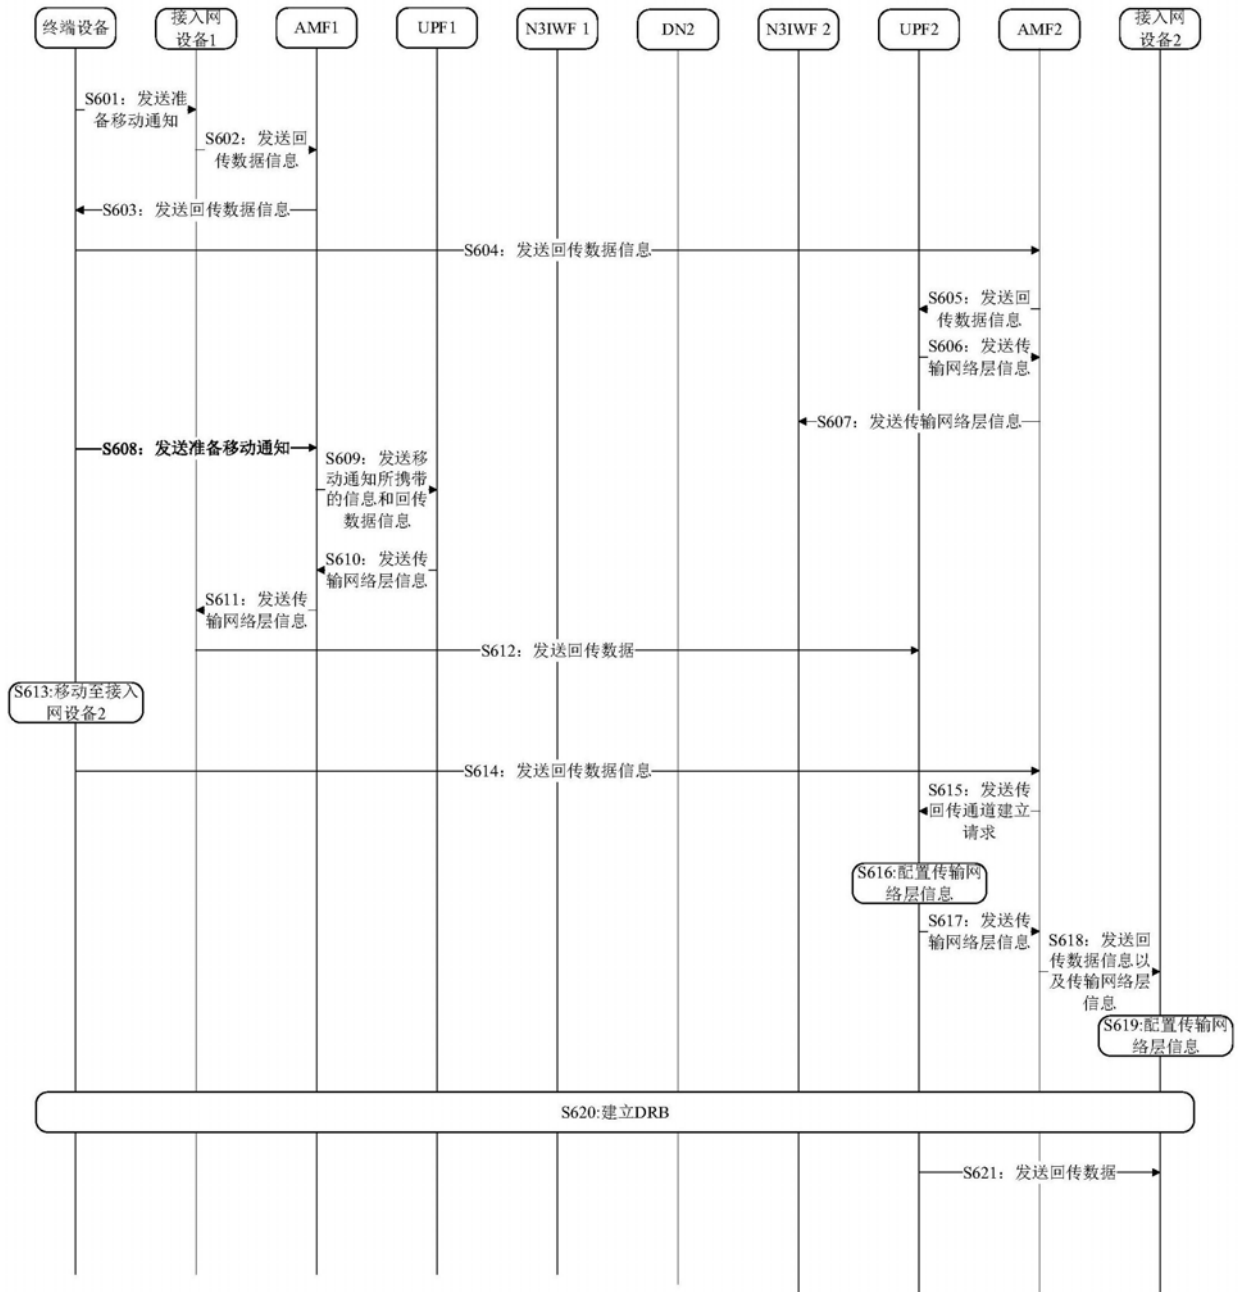 终端设备
接入网
设备1
AMF1
UPF1
N3IWF 1
DN2
N3IWF 2
UPF2
AMF2
接入网
设备2
S601：发送准
备移动通知
S602：发送回
传数据信息
S603：发送回传数据信息
S604：发送回传数据信息
S605：发送回
传数据信息
S606：发送传
输网络层信息
S607：发送传输网络层信息
S608：发送准备移动通知
S609：发送移
动通知所携带
的信息和回传
数据信息
S610：发送传
输网络层信息
S611：发送传
输网络层信息
S612：发送回传数据
S613:移动至接入
网设备2
S614：发送回传数据信息
S615：发送传
回传通道建立
请求
S616:配置传输网
络层信息
S617：发送传
输网络层信息
S618：发送回
传数据信息以
及传输网络层
信息
S619:配置传输网
络层信息
S620:建立DRB
S621：发送回传数据